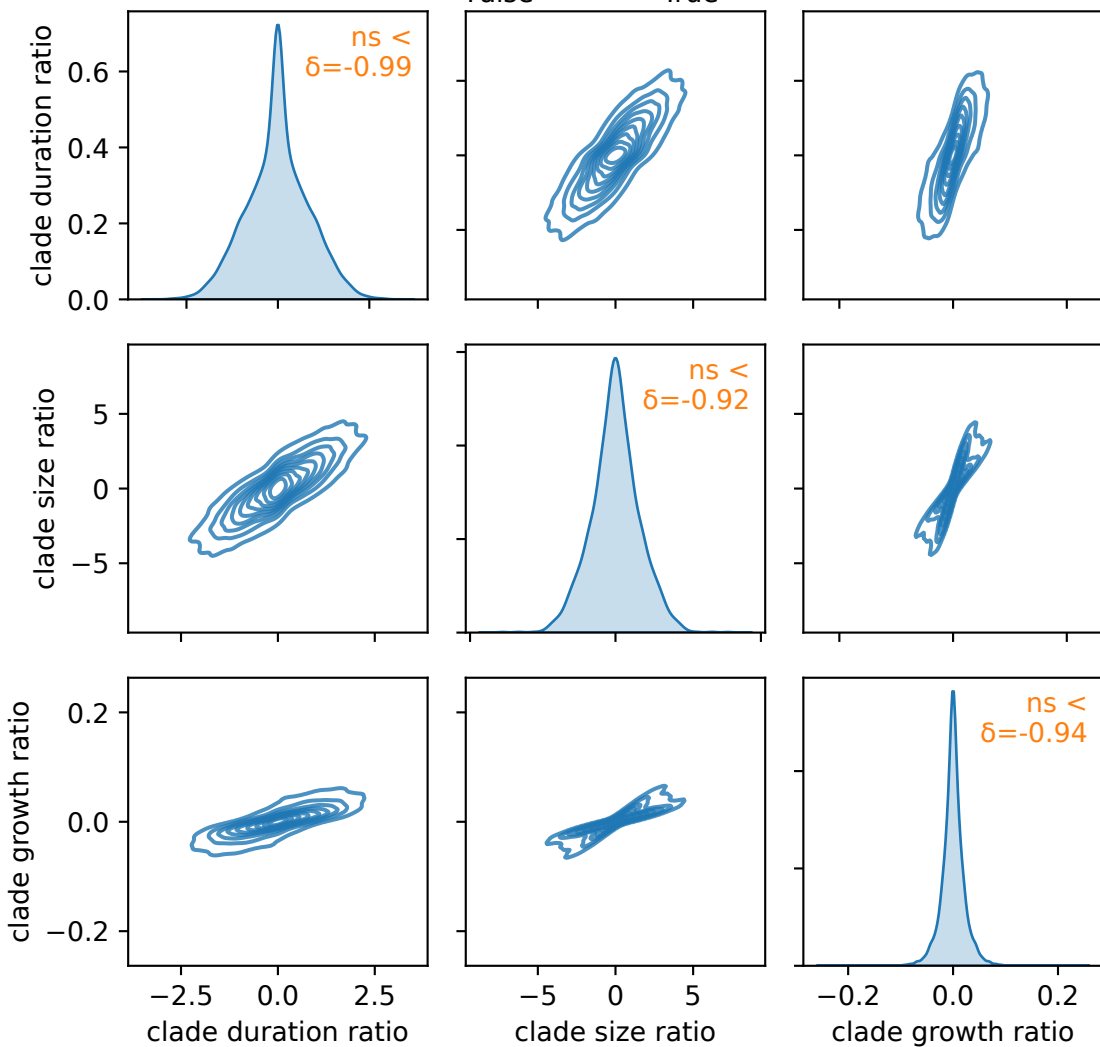 clade duration ratio
0.6
0.4
0.2
0.0
ns <
δ=-0.99
clade size ratio
5
0
−5
ns <
δ=-0.92
clade growth ratio
0.2
0.0
−0.2
ns <
δ=-0.94
−2.5 0.0 2.5
−5 0 5
−0.2 0.0 0.2
clade duration ratio
clade size ratio
clade growth ratio